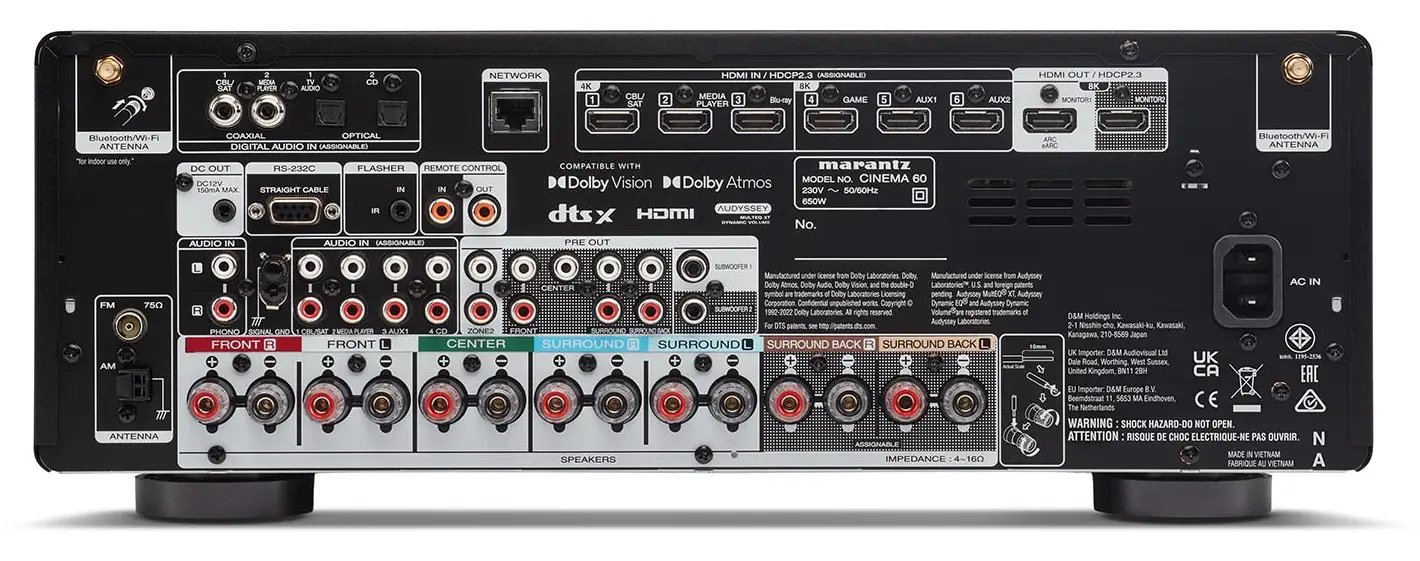 Bluetooth/Wi-Fi
ANTENNA
"for indoor use only."
1
CBL/
SAT
2
MEDIA
PLAYER
1
TV
AUDIO
2
CD
COAXIAL
OPTICAL
DIGITAL AUDIO IN (ASSIGNABLE)
NETWORK
HDMI IN / HDCP2.3 (ASSIGNABLE)
4K
1 CBL/
SAT
2 MEDIA
PLAYER
3 Blu-ray
8K
4 GAME
5 AUX1
6 AUX2
HDMI OUT / HDCP2.3
8K
MONITOR1
MONITOR2
ARC
eARC
Bluetooth/Wi-Fi
ANTENNA
DC OUT
DC12V
150mA MAX.
RS-232C
STRAIGHT CABLE
FLASHER
IN
IR
REMOTE CONTROL
IN
OUT
COMPATIBLE WITH
Dolby Vision
Dolby Atmos
dts X
HDMI
AUDYSSEY
MULTEQ XT
DYNAMIC VOLUME
marantz
MODEL NO. CINEMA 60
230V ～ 50/60Hz
650W
No.
AUDIO IN
L
R
PHONO
SIGNAL GND
AUDIO IN (ASSIGNABLE)
1 CBL/SAT
2 MEDIA PLAYER
3 AUX1
4 CD
PRE OUT
ZONE2
FRONT
CENTER
SURROUND
SURROUND BACK
SUBWOOFER 1
SUBWOOFER 2
Manufactured under license from Dolby Laboratories. Dolby,
Dolby Atmos, Dolby Audio, Dolby Vision, and the double-D
symbol are trademarks of Dolby Laboratories Licensing
Corporation. Confidential unpublished works. Copyright ©
1992-2022 Dolby Laboratories. All rights reserved.
For DTS patents, see http://patents.dts.com.
Manufactured under license from Audyssey
Laboratories™. U.S. and foreign patents
pending. Audyssey MultEQ® XT, Audyssey
Dynamic EQ® and Audyssey Dynamic
Volume® are registered trademarks of
Audyssey Laboratories.
AC IN
FM
75Ω
AM
ANTENNA
FRONT R
FRONT L
CENTER
SURROUND R
SURROUND L
SURROUND BACK R
SURROUND BACK L
ASSIGNABLE
SPEAKERS
IMPEDANCE : 4~16Ω
10mm
Actual Scale
D&M Holdings Inc.
2-1 Nisshin-cho, Kawasaki-ku, Kawasaki,
Kanagawa, 210-8569 Japan
UK Importer: D&M Audiovisual Ltd
Dale Road, Worthing, West Sussex,
United Kingdom, BN11 2BH
EU Importer: D&M Europe B.V.
Beemdstraat 11, 5653 MA Eindhoven,
The Netherlands
UK
CA
CE
มอก. 1195-2536
EAC
WARNING : SHOCK HAZARD-DO NOT OPEN.
ATTENTION : RISQUE DE CHOC ELECTRIQUE-NE PAS OUVRIR.
N
A
MADE IN VIETNAM
FABRIQUE AU VIETNAM